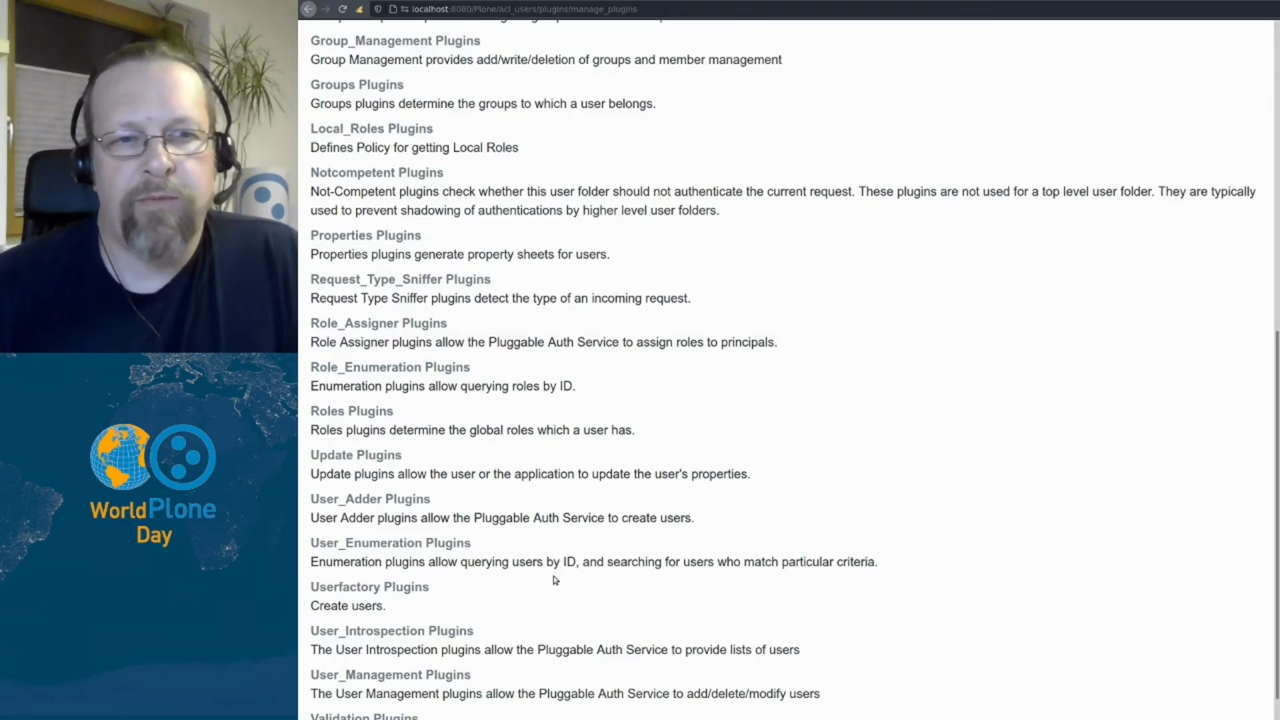 localhost:8080/Plone/acl_users/plugins/manage_plugins
Group_Management Plugins
Group Management provides add/write/deletion of groups and member management
Groups Plugins
Groups plugins determine the groups to which a user belongs.
Local_Roles Plugins
Defines Policy for getting Local Roles
Notcompetent Plugins
Not-Competent plugins check whether this user folder should not authenticate the current request. These plugins are not used for a top level user folder. They are typically
used to prevent shadowing of authentications by higher level user folders.
Properties Plugins
Properties plugins generate property sheets for users.
Request_Type_Sniffer Plugins
Request Type Sniffer plugins detect the type of an incoming request.
Role_Assigner Plugins
Role Assigner plugins allow the Pluggable Auth Service to assign roles to principals.
Role_Enumeration Plugins
Enumeration plugins allow querying roles by ID.
Roles Plugins
Roles plugins determine the global roles which a user has.
Update Plugins
Update plugins allow the user or the application to update the user's properties.
User_Adder Plugins
User Adder plugins allow the Pluggable Auth Service to create users.
User_Enumeration Plugins
Enumeration plugins allow querying users by ID, and searching for users who match particular criteria.
Userfactory Plugins
Create users.
User_Introspection Plugins
The User Introspection plugins allow the Pluggable Auth Service to provide lists of users
User_Management Plugins
The User Management plugins allow the Pluggable Auth Service to add/delete/modify users
Validation Plugins
WorldPlone
Day